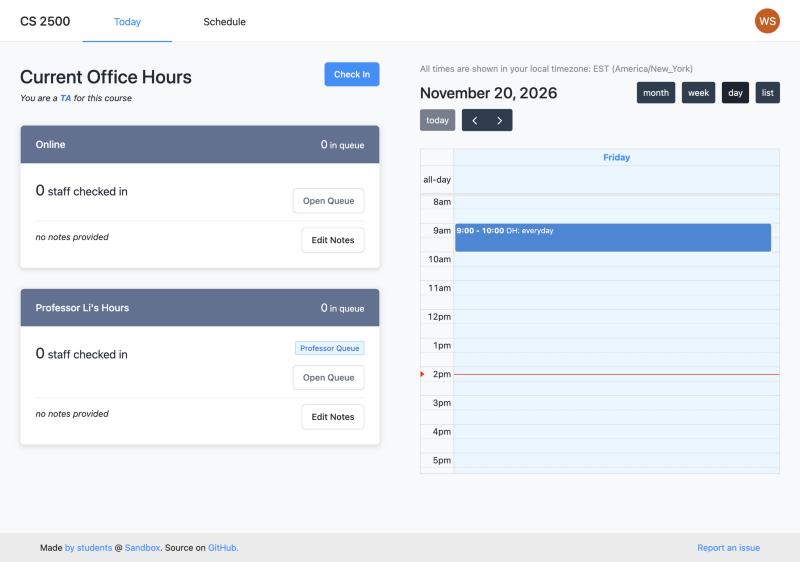 CS 2500 Today Schedule WS
Current Office Hours
Check In
You are a TA for this course
Online 0 in queue
0 staff checked in
Open Queue
no notes provided
Edit Notes
Professor Li's Hours 0 in queue
0 staff checked in
Professor Queue
Open Queue
no notes provided
Edit Notes
All times are shown in your local timezone: EST (America/New_York)
November 20, 2026
month week day list
today
Friday
all-day
8am
9am
9:00 - 10:00 OH: everyday
10am
11am
12pm
1pm
2pm
3pm
4pm
5pm
Made by students @ Sandbox. Source on GitHub.
Report an issue